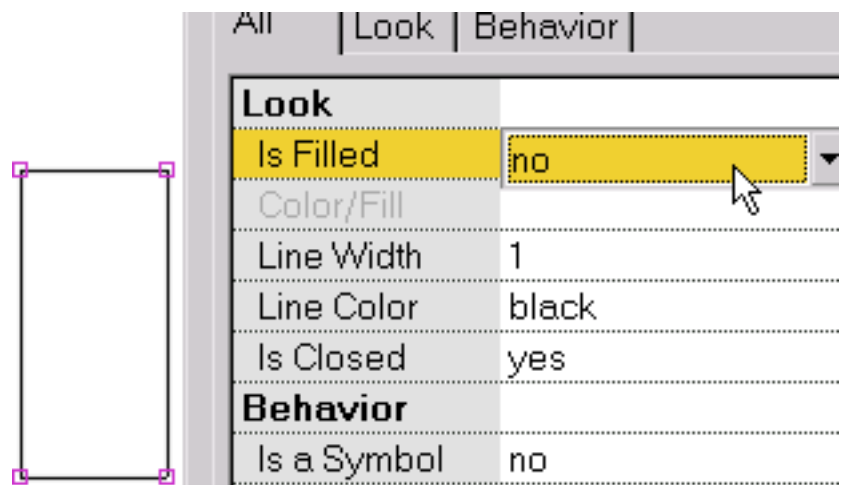 All Look Behavior
Look
Is Filled no
Color/Fill
Line Width 1
Line Color black
Is Closed yes
Behavior
Is a Symbol no